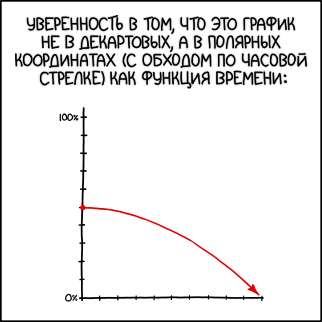 УВЕРЕННОСТЬ В ТОМ, ЧТО ЭТО ГРАФИК
НЕ В ДЕКАРТОВЫХ, А В ПОЛЯРНЫХ
КООРДИНАТАХ (С ОБХОДОМ ПО ЧАСОВОЙ
СТРЕЛКЕ) КАК ФУНКЦИЯ ВРЕМЕНИ:
100%
0%